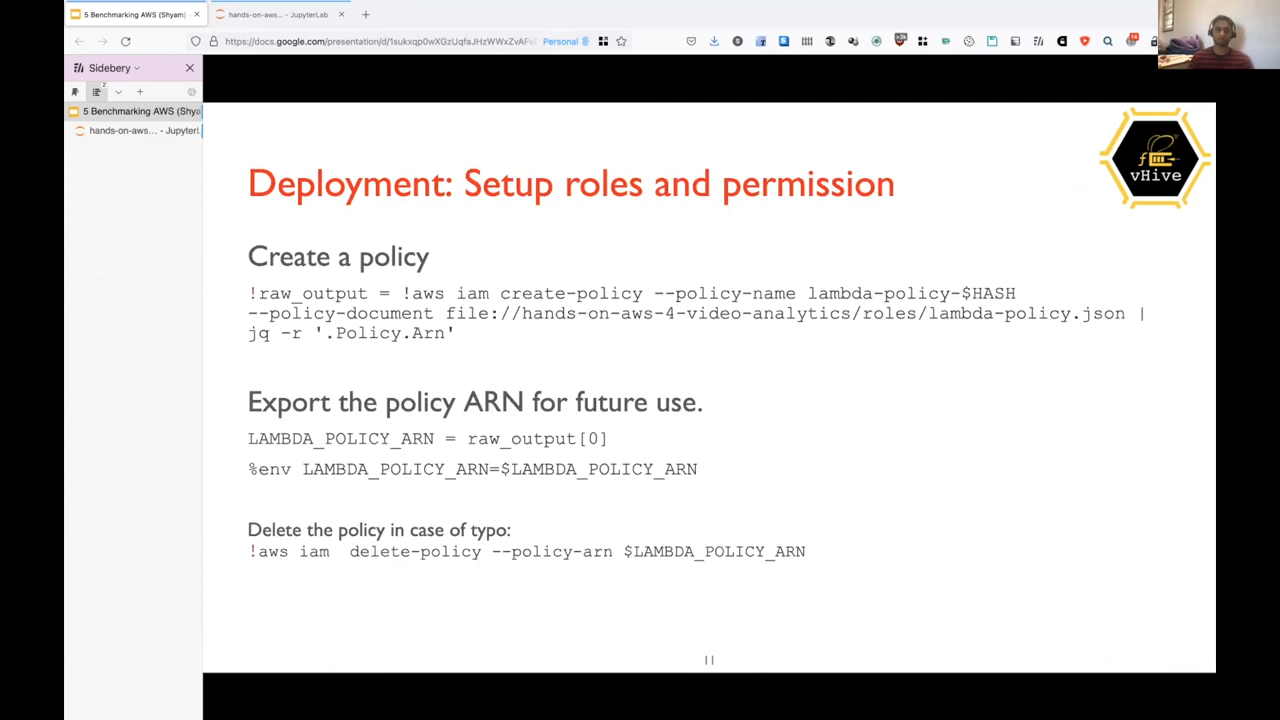 5 Benchmarking AWS (Shyam)
hands-on-aws... - JupyterLab
https://docs.google.com/presentation/d/1sukxqp0wXGzUqfaJHzWWxZvAFv
Personal
14
Sidebery
2
5 Benchmarking AWS (Shya
hands-on-aws... - Jupyterl
vHive
Deployment: Setup roles and permission
Create a policy
!raw_output = !aws iam create-policy --policy-name lambda-policy-$HASH
--policy-document file://hands-on-aws-4-video-analytics/roles/lambda-policy.json |
jq -r '.Policy.Arn'
Export the policy ARN for future use.
LAMBDA_POLICY_ARN = raw_output[0]
%env LAMBDA_POLICY_ARN=$LAMBDA_POLICY_ARN
Delete the policy in case of typo:
!aws iam  delete-policy --policy-arn $LAMBDA_POLICY_ARN
11